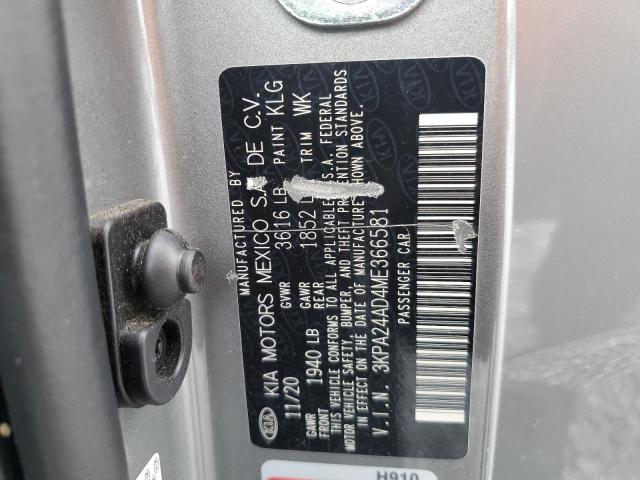 MANUFACTURED BY
KIA KIA MOTORS MEXICO S.A DE C.V.
11/20 GVWR 3616 LB PAINT KLG
GAWR FRONT 1940 LB GAWR REAR 1852 TRIM WK
THIS VEHICLE CONFORMS TO ALL APPLICABLE U.S.A. FEDERAL
MOTOR VEHICLE SAFETY, BUMPER, AND THEFT PREVENTION STANDARDS
IN EFFECT ON THE DATE OF MANUFACTURE SHOWN ABOVE.
V.I.N. 3KPA24AD4ME366581
PASSENGER CAR
H910